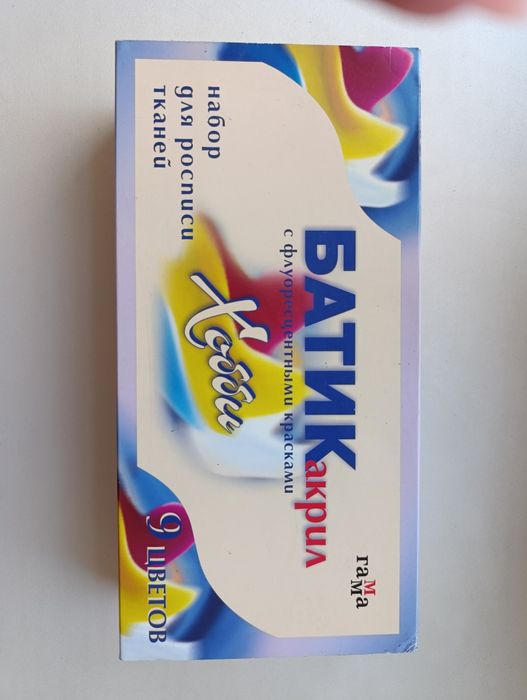 гамма
БАТИК акрил
с флуоресцентными красками
Хобби
набор
для росписи
тканей
9 ЦВЕТОВ